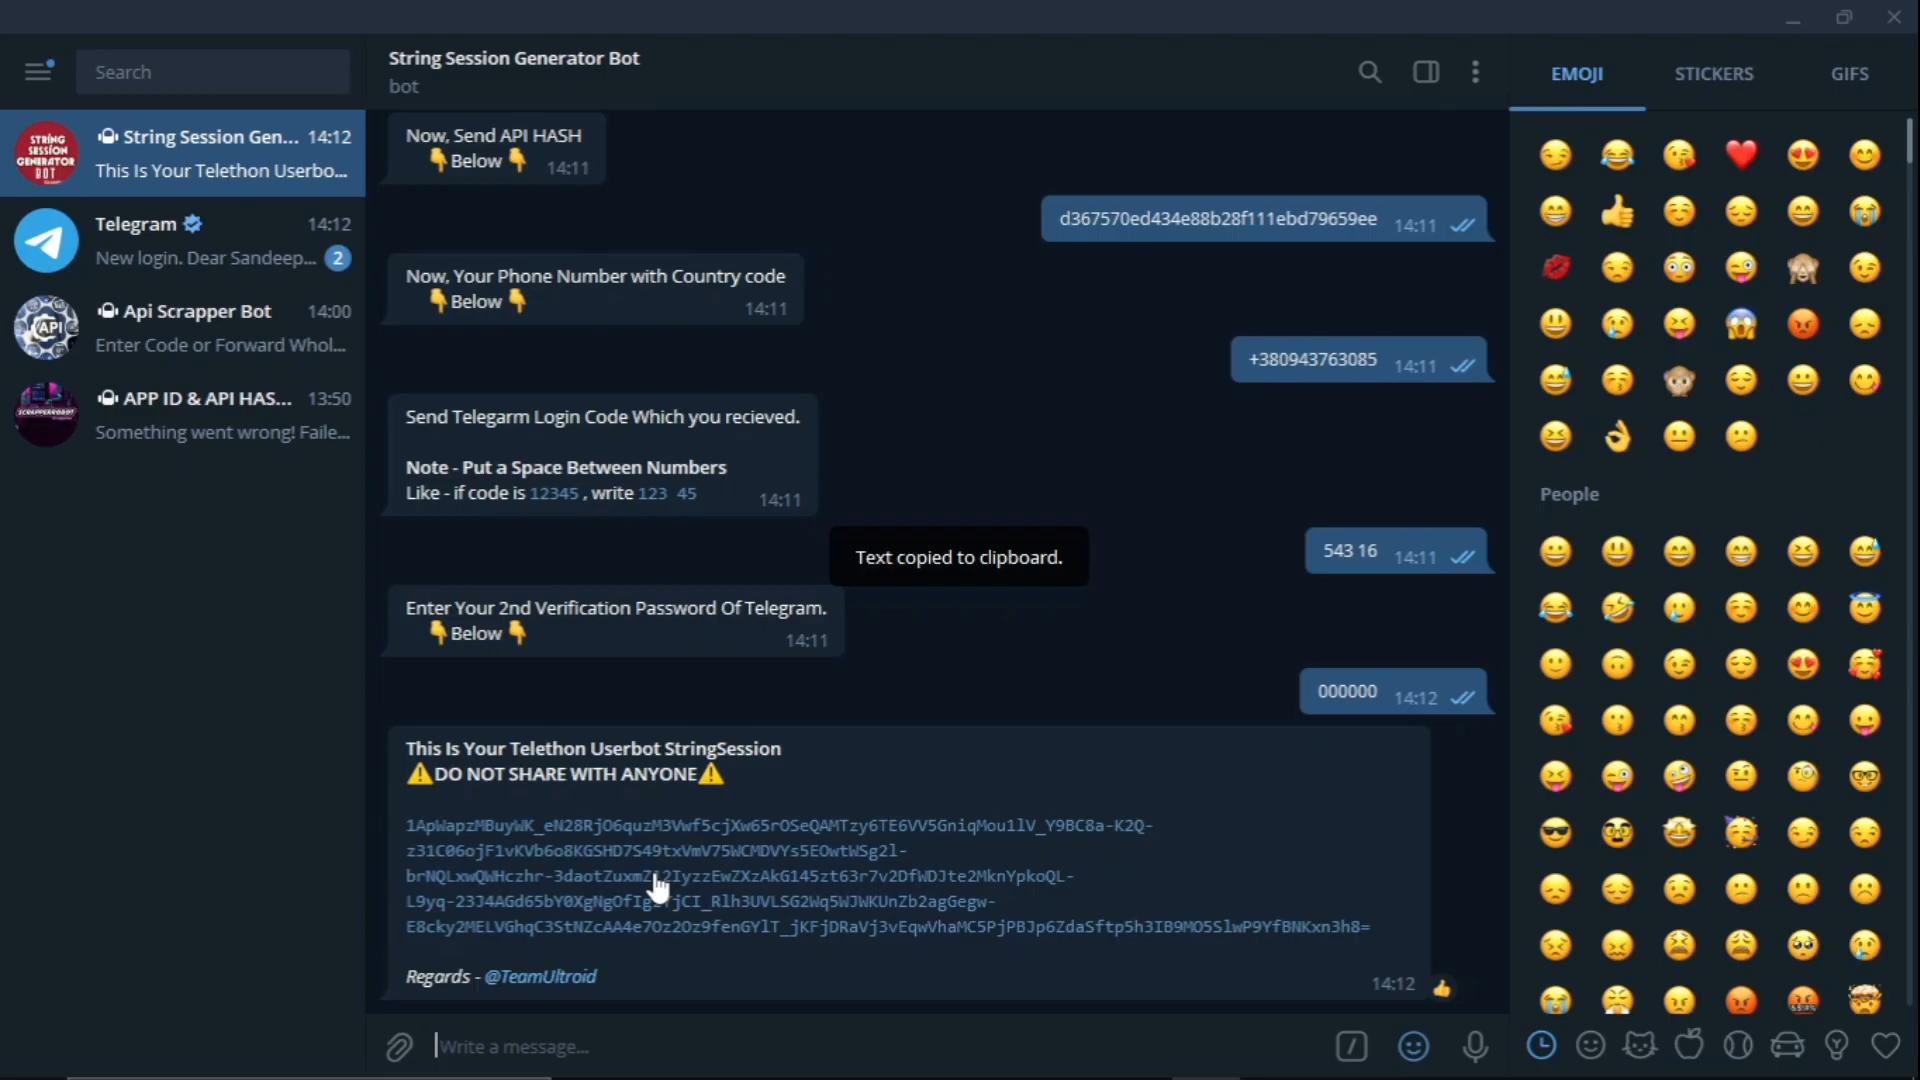 Search
String Session Gen... 14:12
This Is Your Telethon Userbo...
Telegram 14:12
New login. Dear Sandeep... 2
Api Scrapper Bot 14:00
Enter Code or Forward Whol...
APP ID & API HAS... 13:50
Something went wrong! Faile...
STRING
SESSION
GENERATOR
BOT
API
SCRAPPERROBOT
String Session Generator Bot
bot
Now, Send API HASH
Below 14:11
d367570ed434e88b28f111ebd79659ee 14:11
Now, Your Phone Number with Country code
Below 14:11
+380943763085 14:11
Send Telegarm Login Code Which you recieved.
Note - Put a Space Between Numbers
Like - if code is 12345 , write 123 45 14:11
543 16 14:11
Text copied to clipboard.
Enter Your 2nd Verification Password Of Telegram.
Below 14:11
000000 14:12
This Is Your Telethon Userbot StringSession
DO NOT SHARE WITH ANYONE
1ApWapzMBuyWK_eN28RjO6quzM3Vwf5cjXw65rOSeQAMTzy6TE6VV5GniqMou1lV_Y9BC8a-K2Q-
z31C06ojF1vKVb6o8KGSHD7S49txVmV75WCMDVYs5EOwtWSg2l-
E8cky2MELVGhqC3StNZcAA4e7Oz2Oz9fenGYlT_jKFjDRaVj3vEqwVhaMC5PjPBJp6ZdaSftp5h3IB9MO5SlwP9YfBNKxn3h8=
Regards - @TeamUltroid
14:12
Write a message...
EMOJI STICKERS GIFS
People